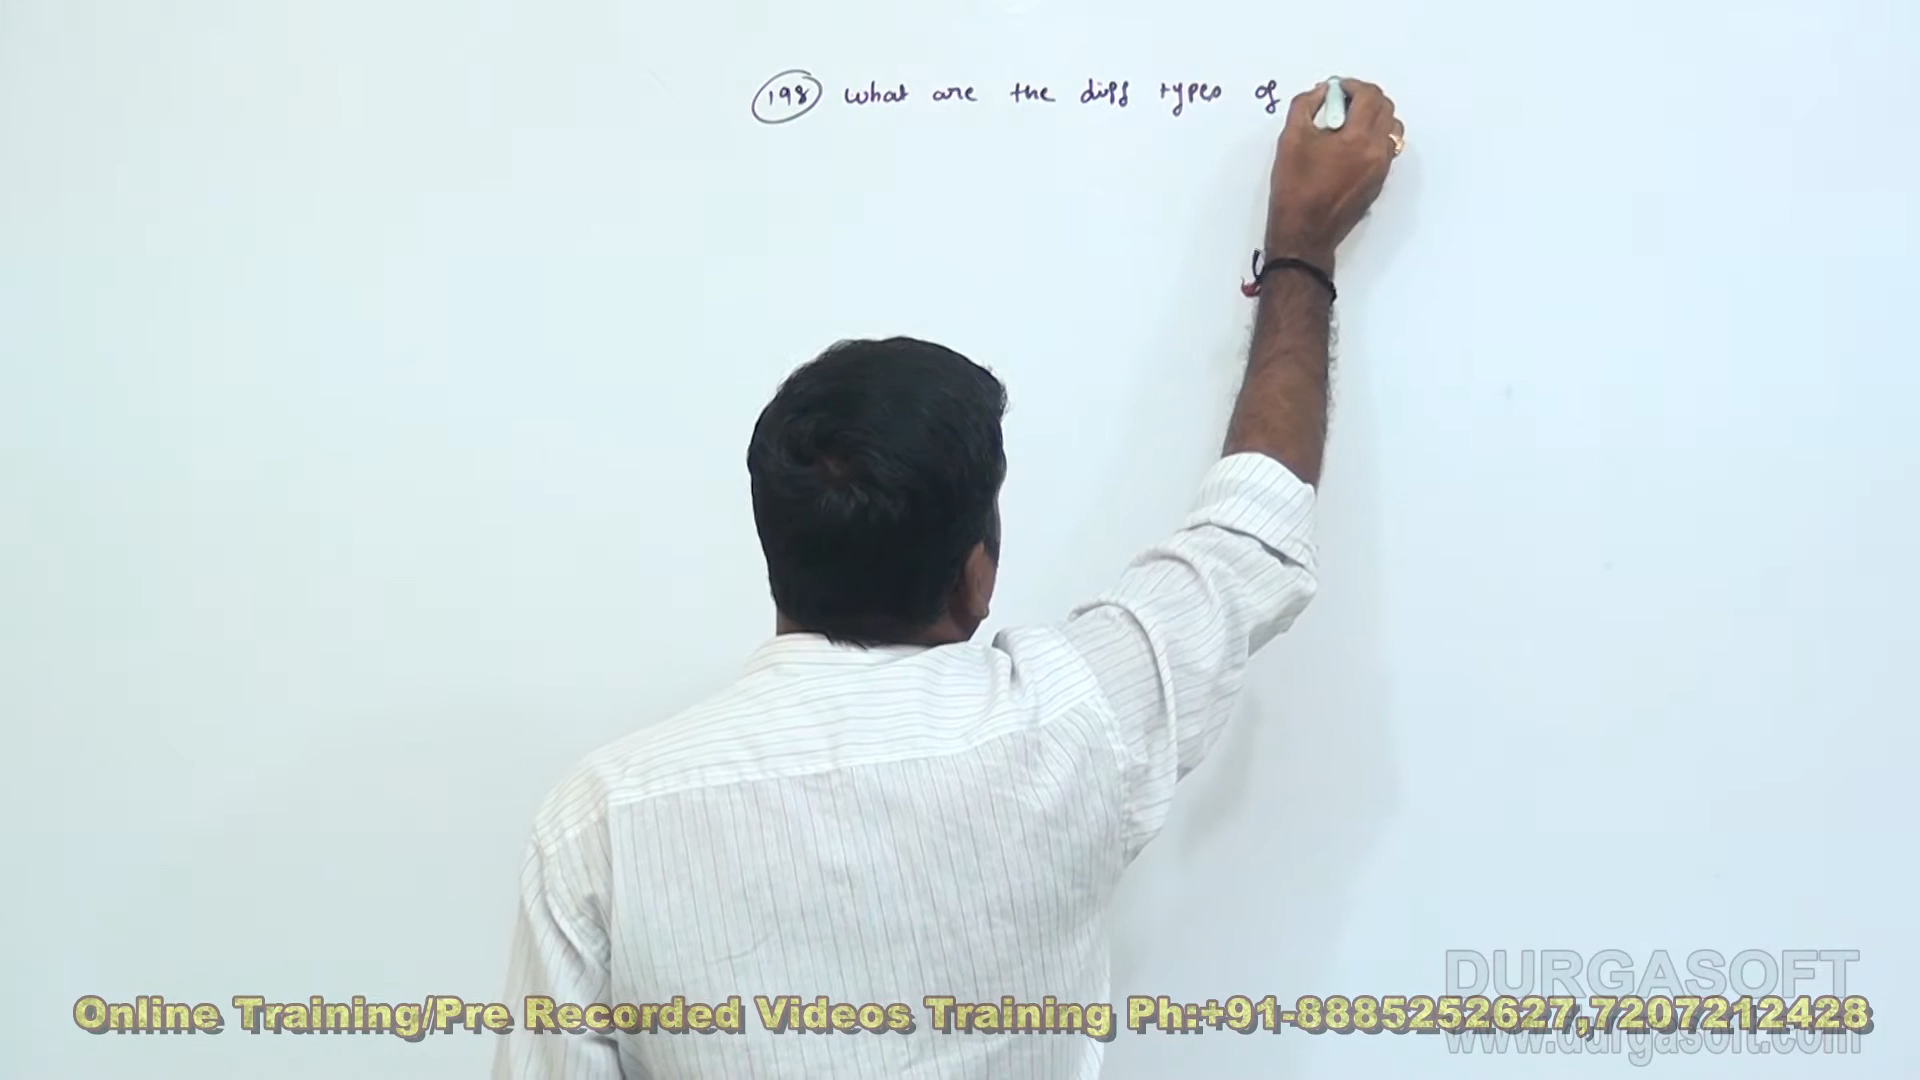 198 What are the diff types of
DURGASOFT
Online Training/Pre Recorded Videos Training Ph:+91-8885252627,7207212428
www.durgasoft.com